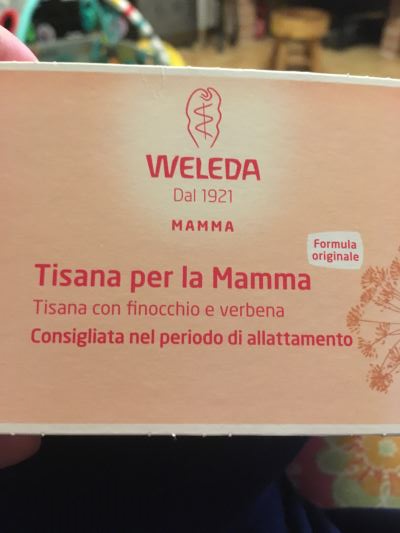 WELEDA
Dal 1921
MAMMA
Formula
originale
Tisana per la Mamma
Tisana con finocchio e verbena
Consigliata nel periodo di allattamento